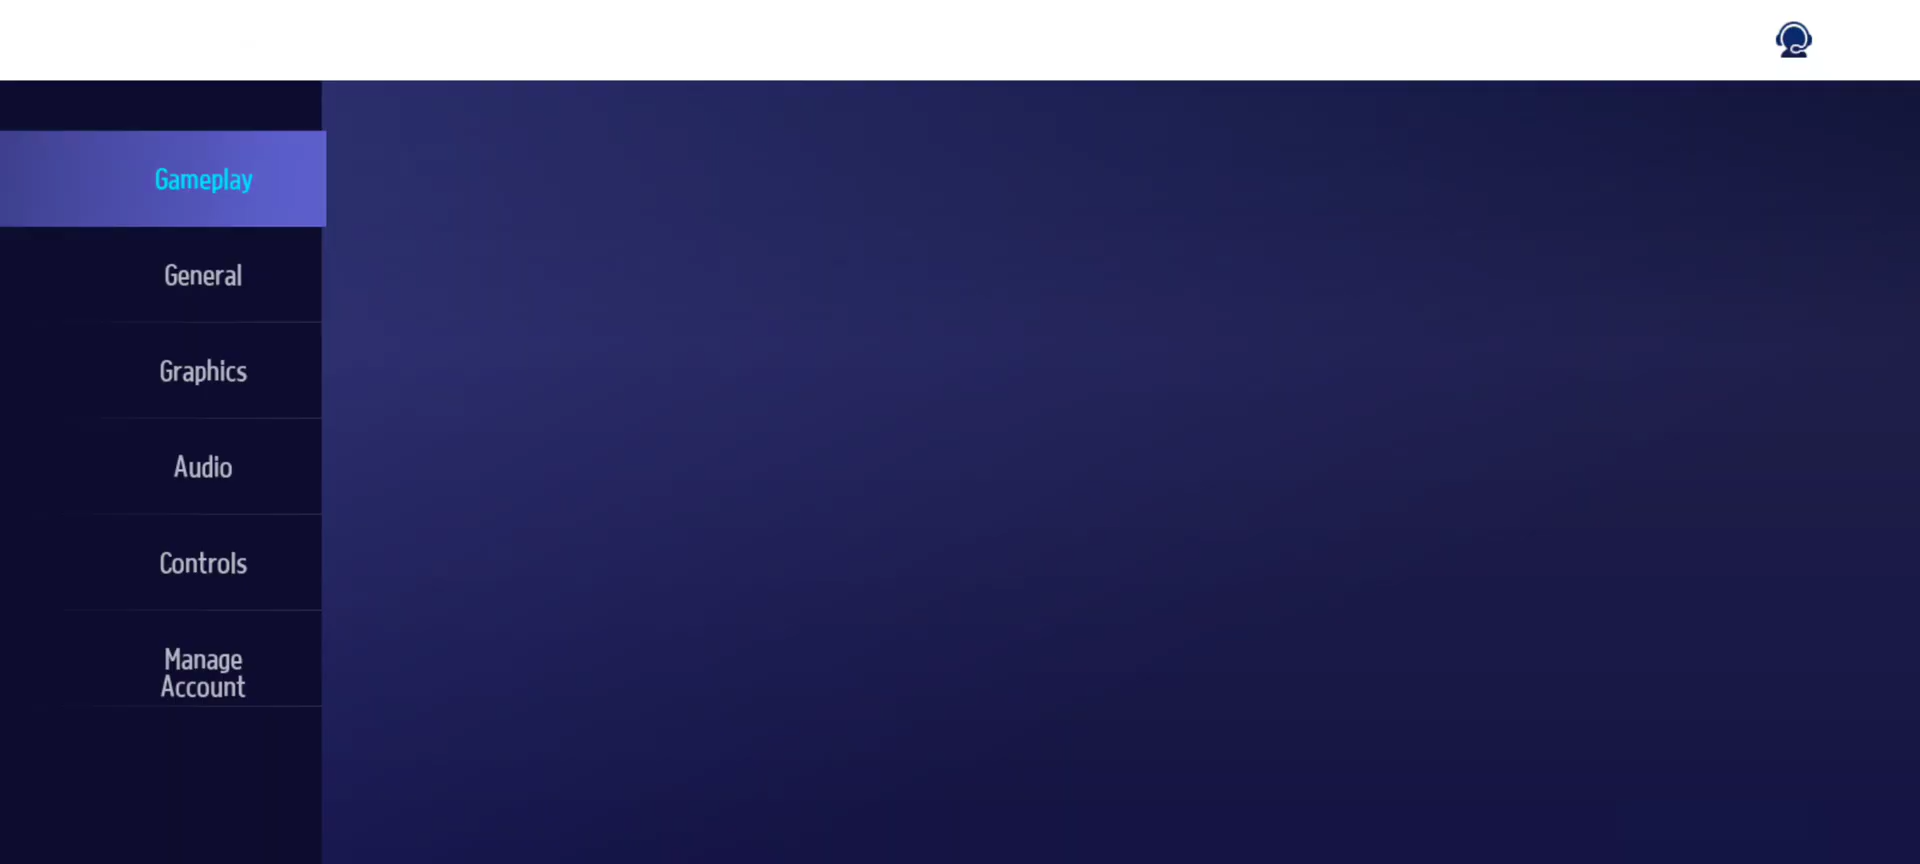 Gameplay
General
Graphics
Audio
Controls
Manage
Account